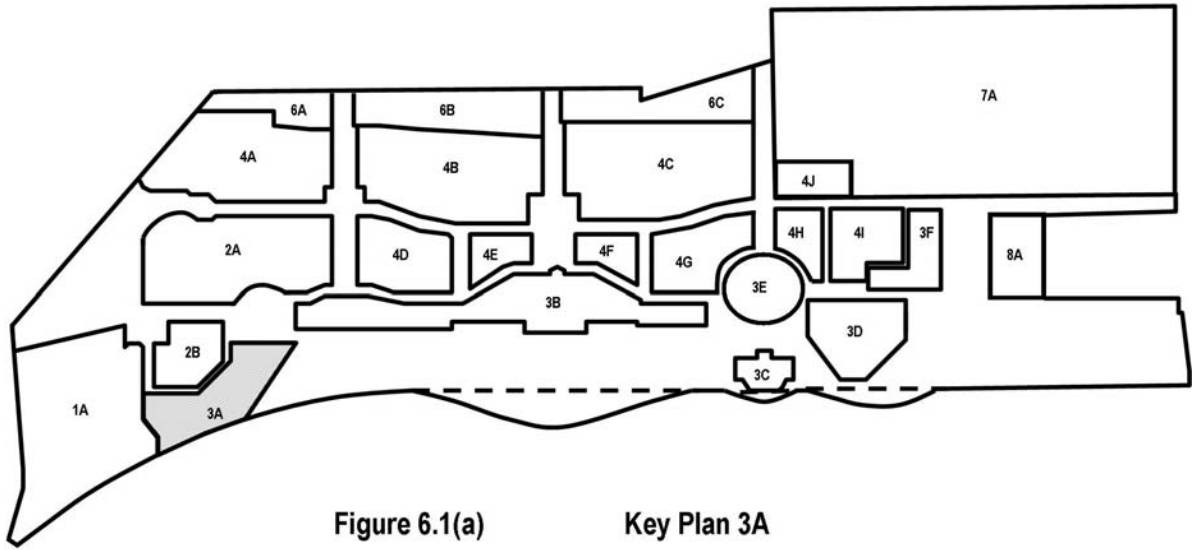 7A
6A
6B
6C
4A
4B
4C
4J
2A
4D
4E
4F
4G
4H
4I
3F
8A
3B
3E
3D
2B
3C
1A
3A
Figure 6.1(a) Key Plan 3A